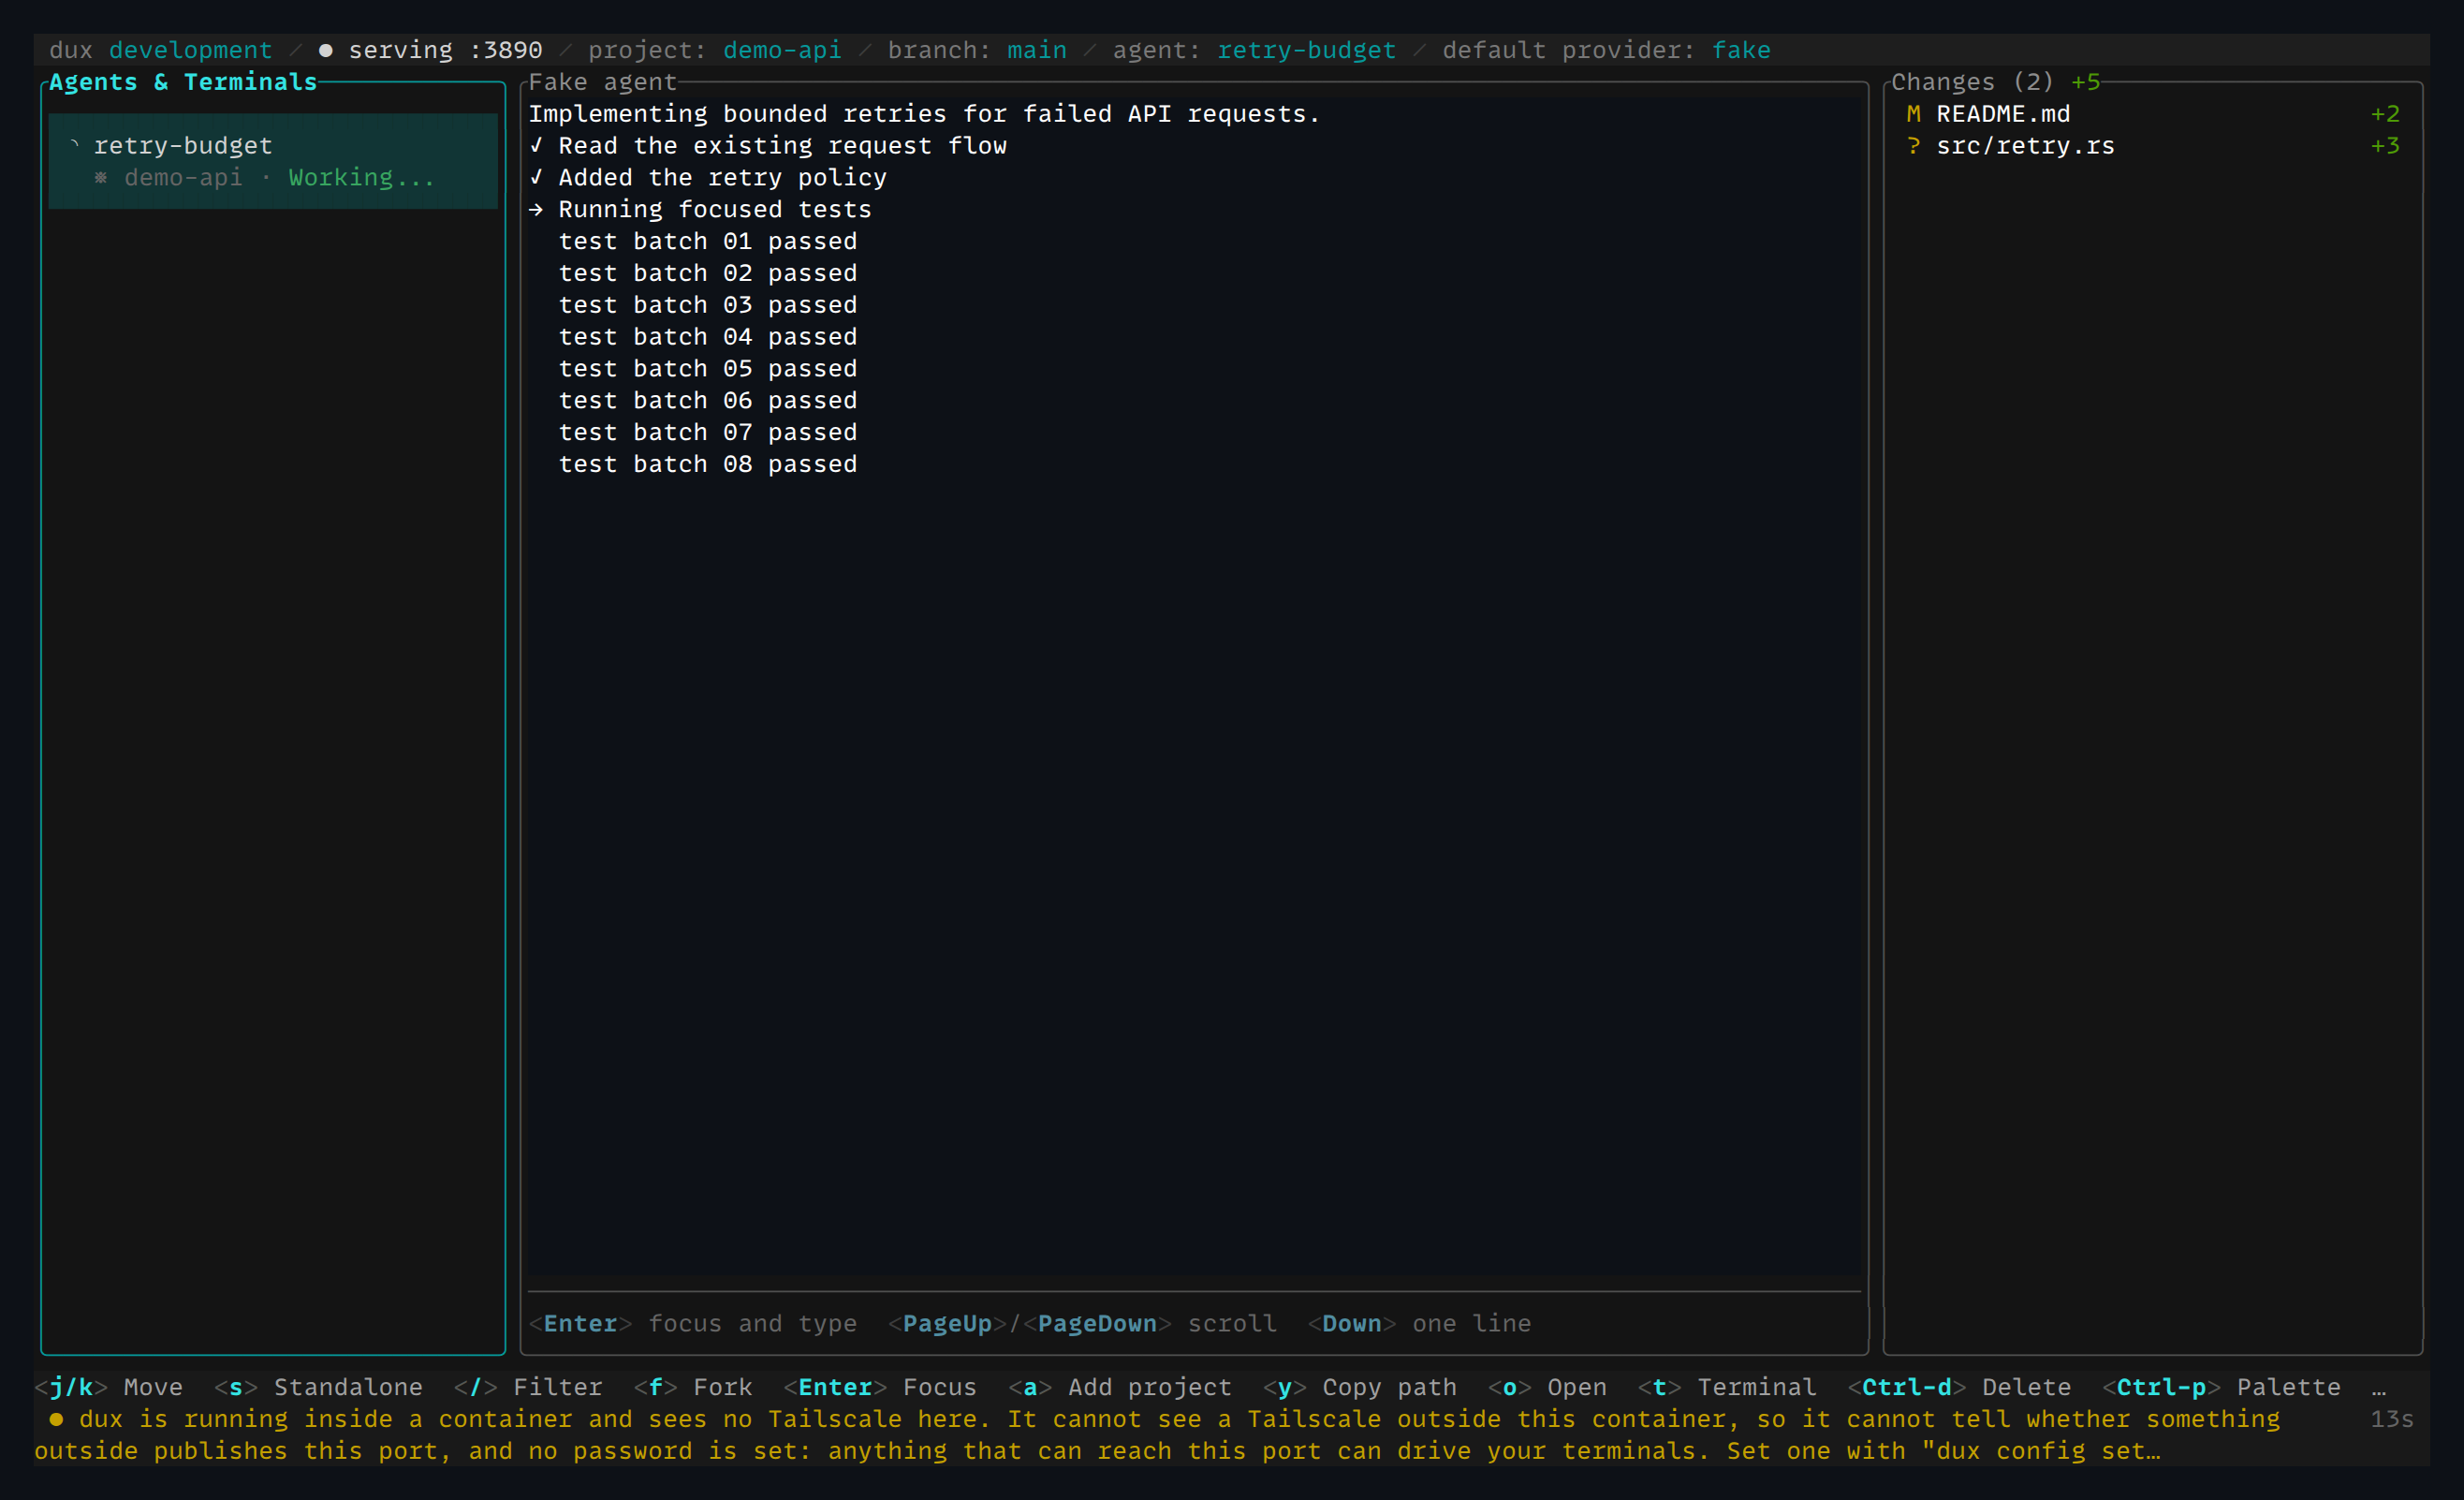 dux development / ● serving :3890 / project: demo-api / branch: main / agent: retry-budget / default provider: fake
Agents & Terminals
retry-budget
⋇ demo-api · Working...
Fake agent
Implementing bounded retries for failed API requests.
✓ Read the existing request flow
✓ Added the retry policy
→ Running focused tests
test batch 01 passed
test batch 02 passed
test batch 03 passed
test batch 04 passed
test batch 05 passed
test batch 06 passed
test batch 07 passed
test batch 08 passed
<Enter> focus and type <PageUp>/<PageDown> scroll <Down> one line
Changes (2) +5
M README.md +2
? src/retry.rs +3
<j/k> Move <s> Standalone </> Filter <f> Fork <Enter> Focus <a> Add project <y> Copy path <o> Open <t> Terminal <Ctrl-d> Delete <Ctrl-p> Palette …
● dux is running inside a container and sees no Tailscale here. It cannot see a Tailscale outside this container, so it cannot tell whether something 13s
outside publishes this port, and no password is set: anything that can reach this port can drive your terminals. Set one with "dux config set…